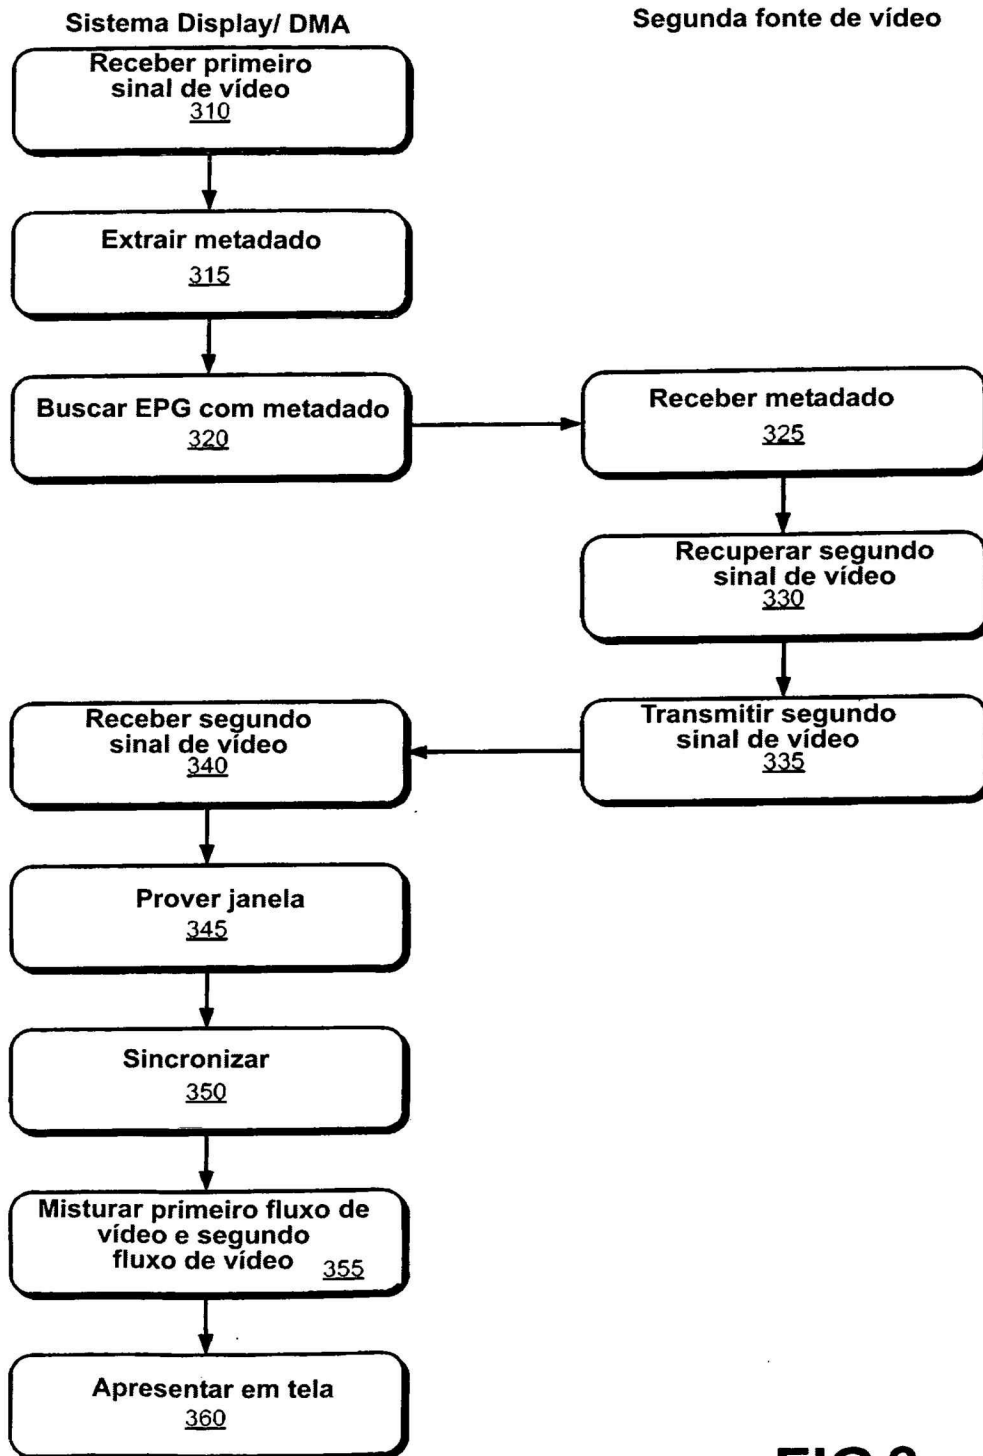 Sistema Display/ DMA
Segunda fonte de vídeo
Receber primeiro
sinal de vídeo
310
Extrair metadado
315
Buscar EPG com metadado
320
Receber metadado
325
Recuperar segundo
sinal de vídeo
330
Transmitir segundo
sinal de vídeo
335
Receber segundo
sinal de vídeo
340
Prover janela
345
Sincronizar
350
Misturar primeiro fluxo de
vídeo e segundo
fluxo de vídeo 355
Apresentar em tela
360